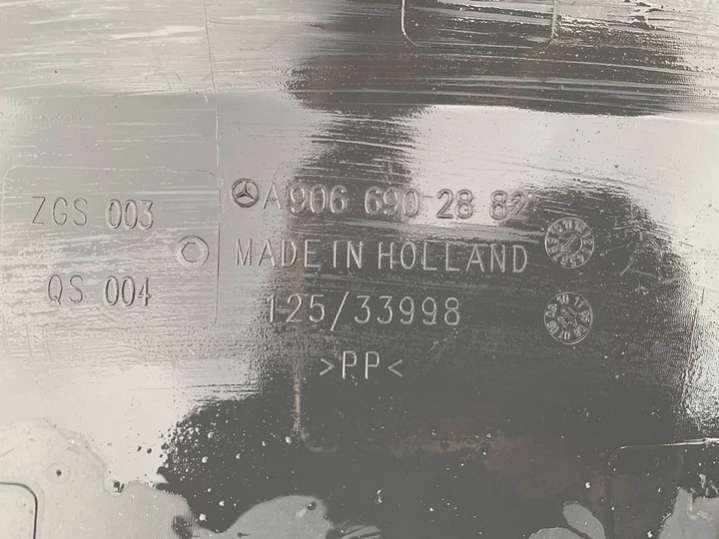 ZGS 003
QS 004
A906 690 28 82
MADE IN HOLLAND
125/33998
>PP<